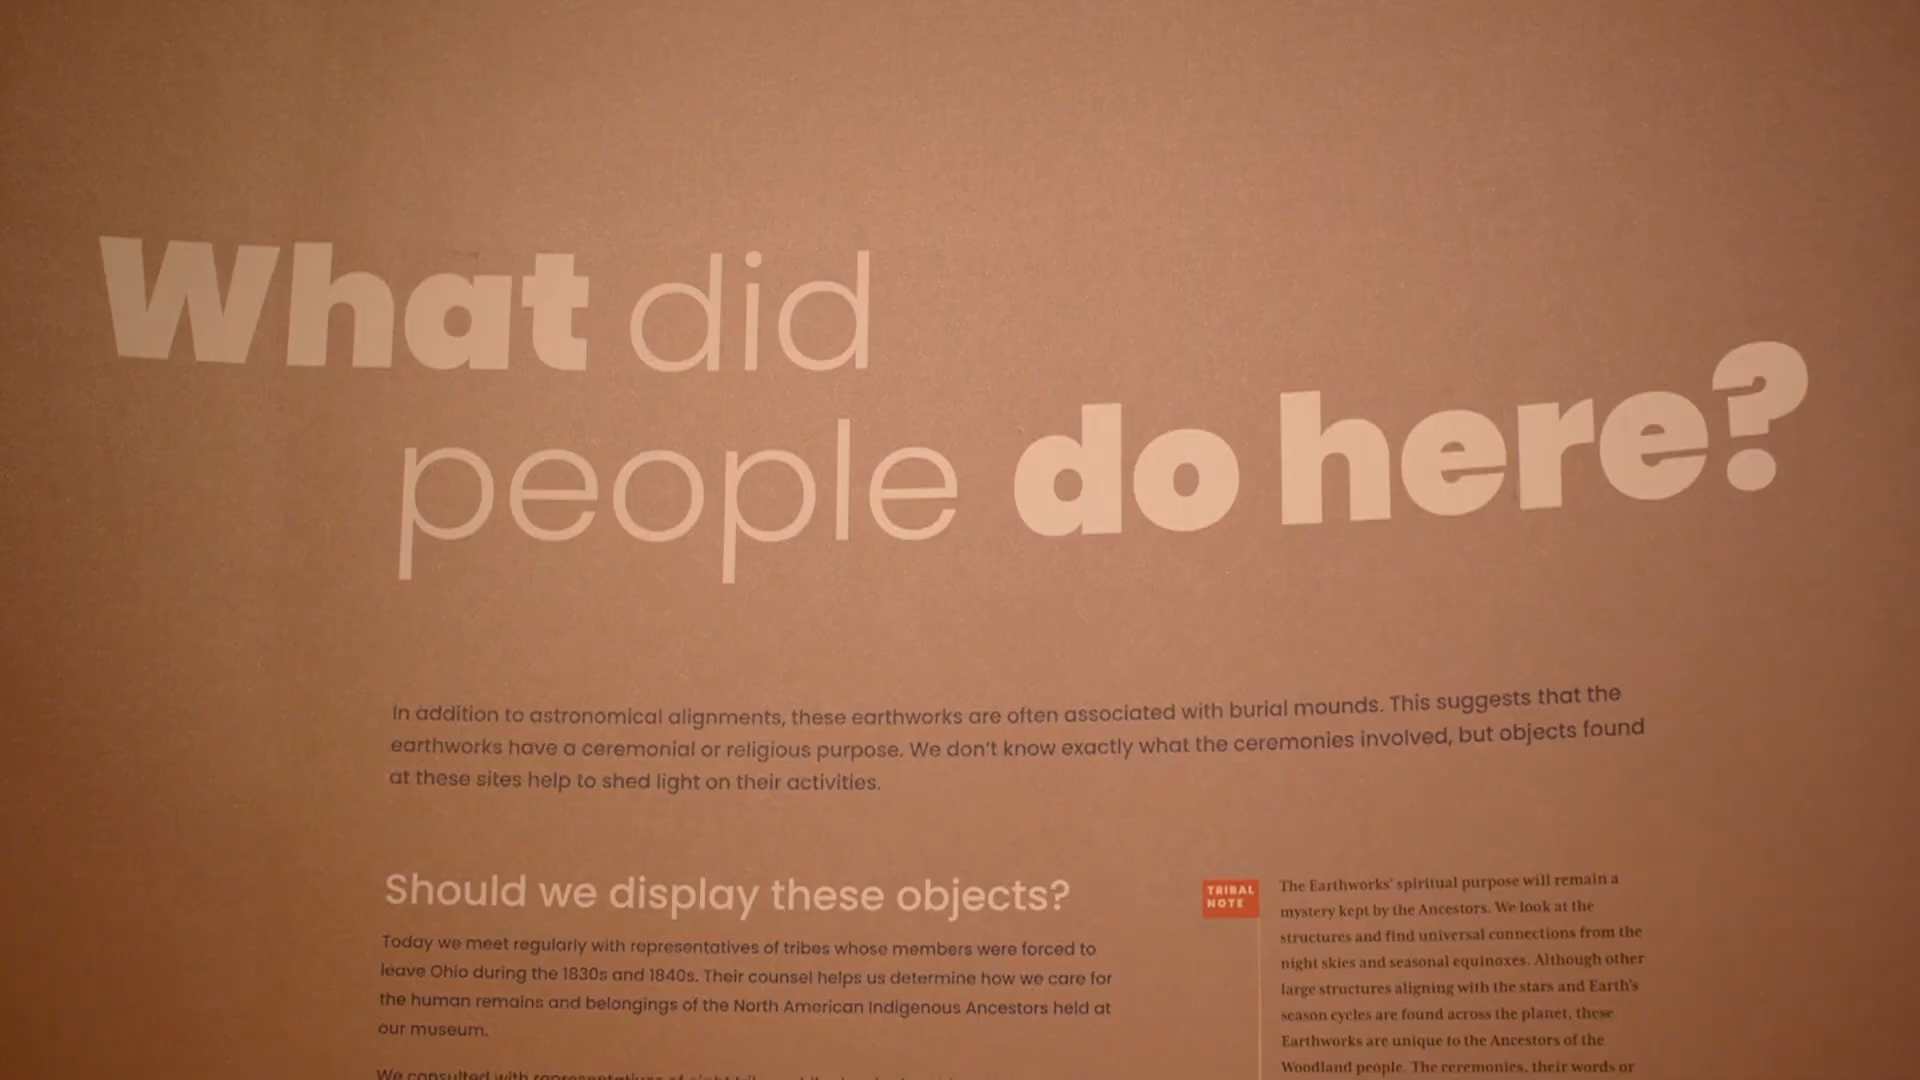 What did
people do here?
In addition to astronomical alignments, these earthworks are often associated with burial mounds. This suggests that the
earthworks have a ceremonial or religious purpose. We don't know exactly what the ceremonies involved, but objects found
at these sites help to shed light on their activities.
Should we display these objects?
Today we meet regularly with representatives of tribes whose members were forced to
leave Ohio during the 1830s and 1840s. Their counsel helps us determine how we care for
the human remains and belongings of the North American Indigenous Ancestors held at
our museum.
We consulted with representatives of eight
TRIBAL
NOTE
The Earthworks' spiritual purpose will remain a
mystery kept by the Ancestors. We look at the
structures and find universal connections from the
night skies and seasonal equinoxes. Although other
large structures aligning with the stars and Earth's
season cycles are found across the planet, these
Earthworks are unique to the Ancestors of the
Woodland people. The ceremonies, their words or